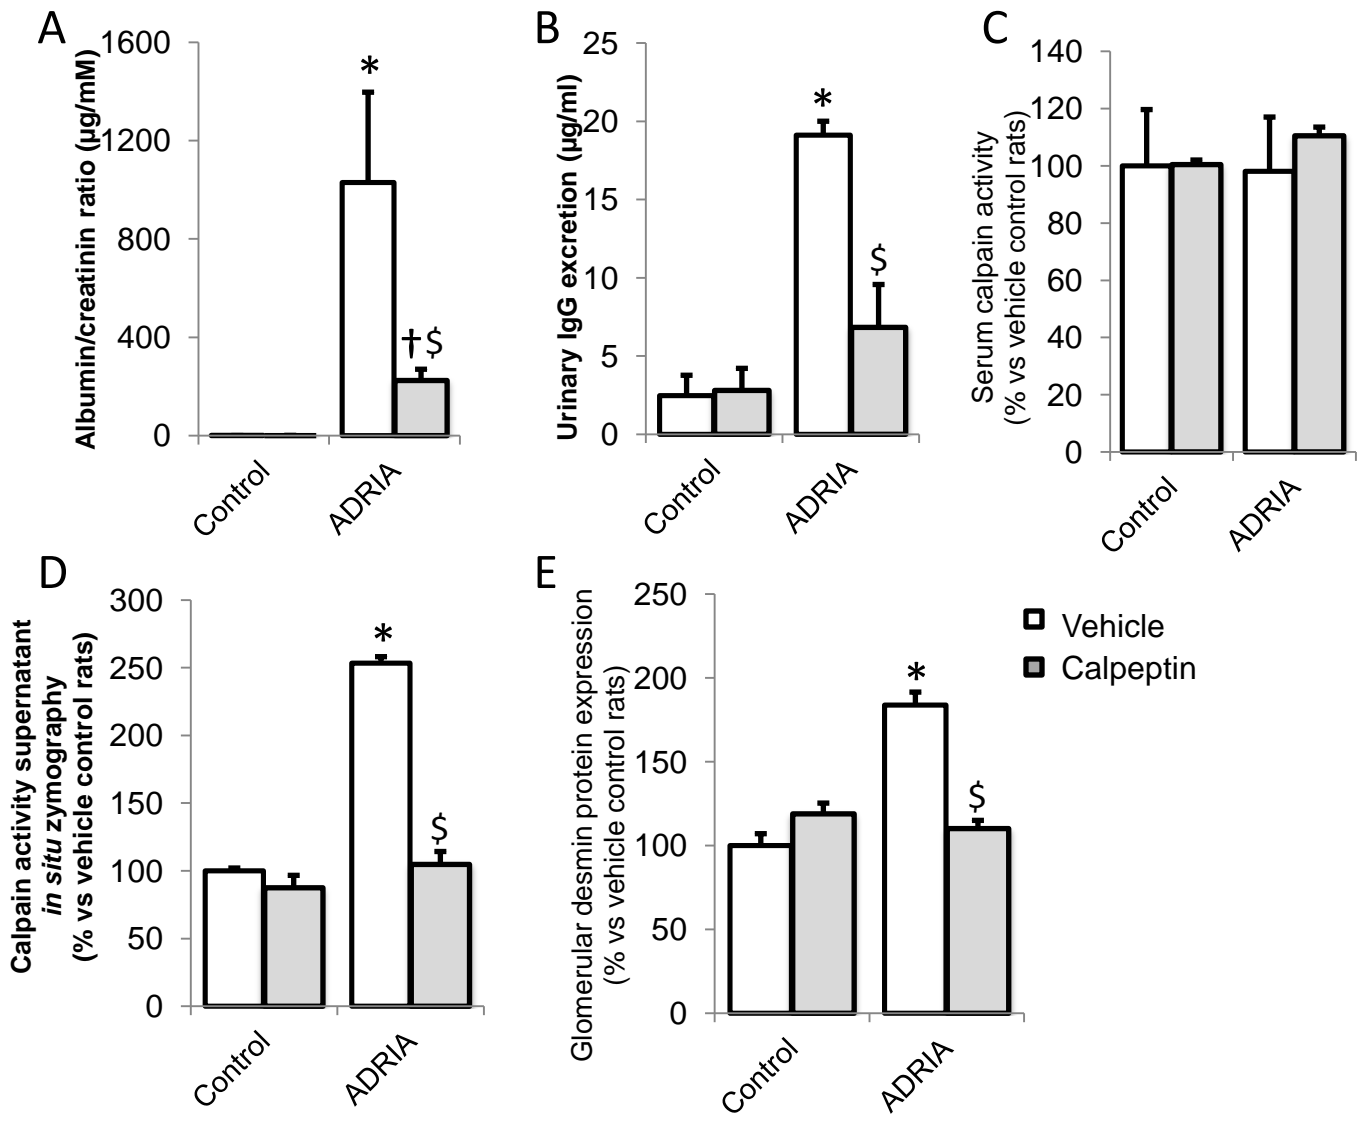 A
Albumin/creatinin ratio (µg/mM)
1600
1200
800
400
0
*
†$
Control
ADRIA
B
Urinary IgG excretion (µg/ml)
25
20
15
10
5
0
*
$
Control
ADRIA
C
Serum calpain activity
(% vs vehicle control rats)
140
120
100
80
60
40
20
0
Control
ADRIA
D
Calpain activity supernatant
in situ zymography
(% vs vehicle control rats)
300
250
200
150
100
50
0
*
$
Control
ADRIA
E
Glomerular desmin protein expression
(% vs vehicle control rats)
250
200
150
100
50
0
*
$
Control
ADRIA
Vehicle
Calpeptin